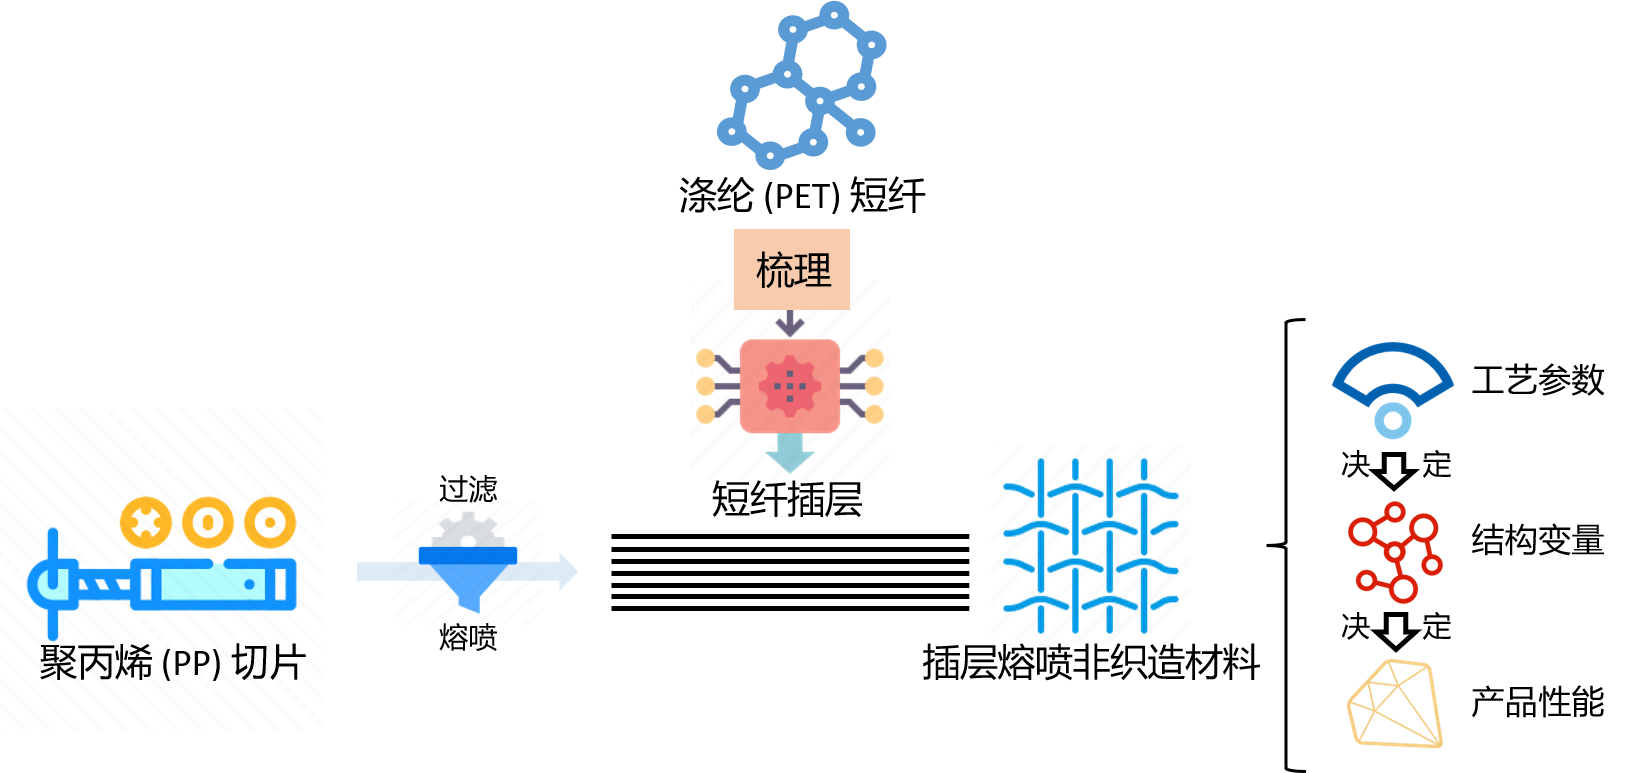 涤纶 (PET) 短纤
梳理
短纤插层
过滤
熔喷
聚丙烯 (PP) 切片
插层熔喷非织造材料
工艺参数
决 定
结构变量
决 定
产品性能